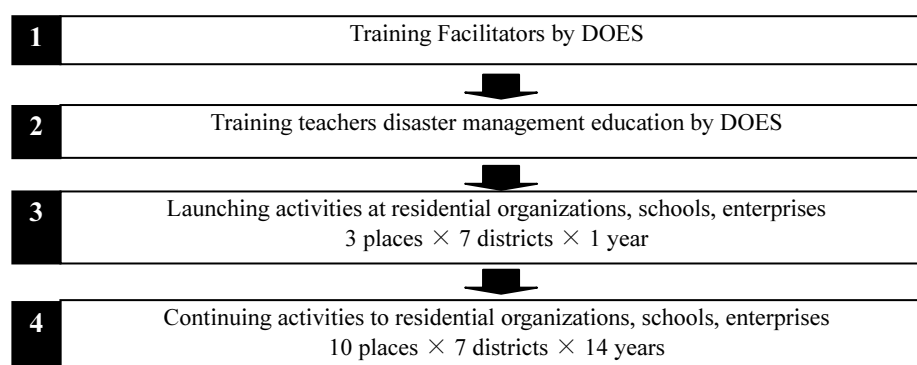 1
Training Facilitators by DOES
2
Training teachers disaster management education by DOES
3
Launching activities at residential organizations, schools, enterprises
3 places × 7 districts × 1 year
4
Continuing activities to residential organizations, schools, enterprises
10 places × 7 districts × 14 years